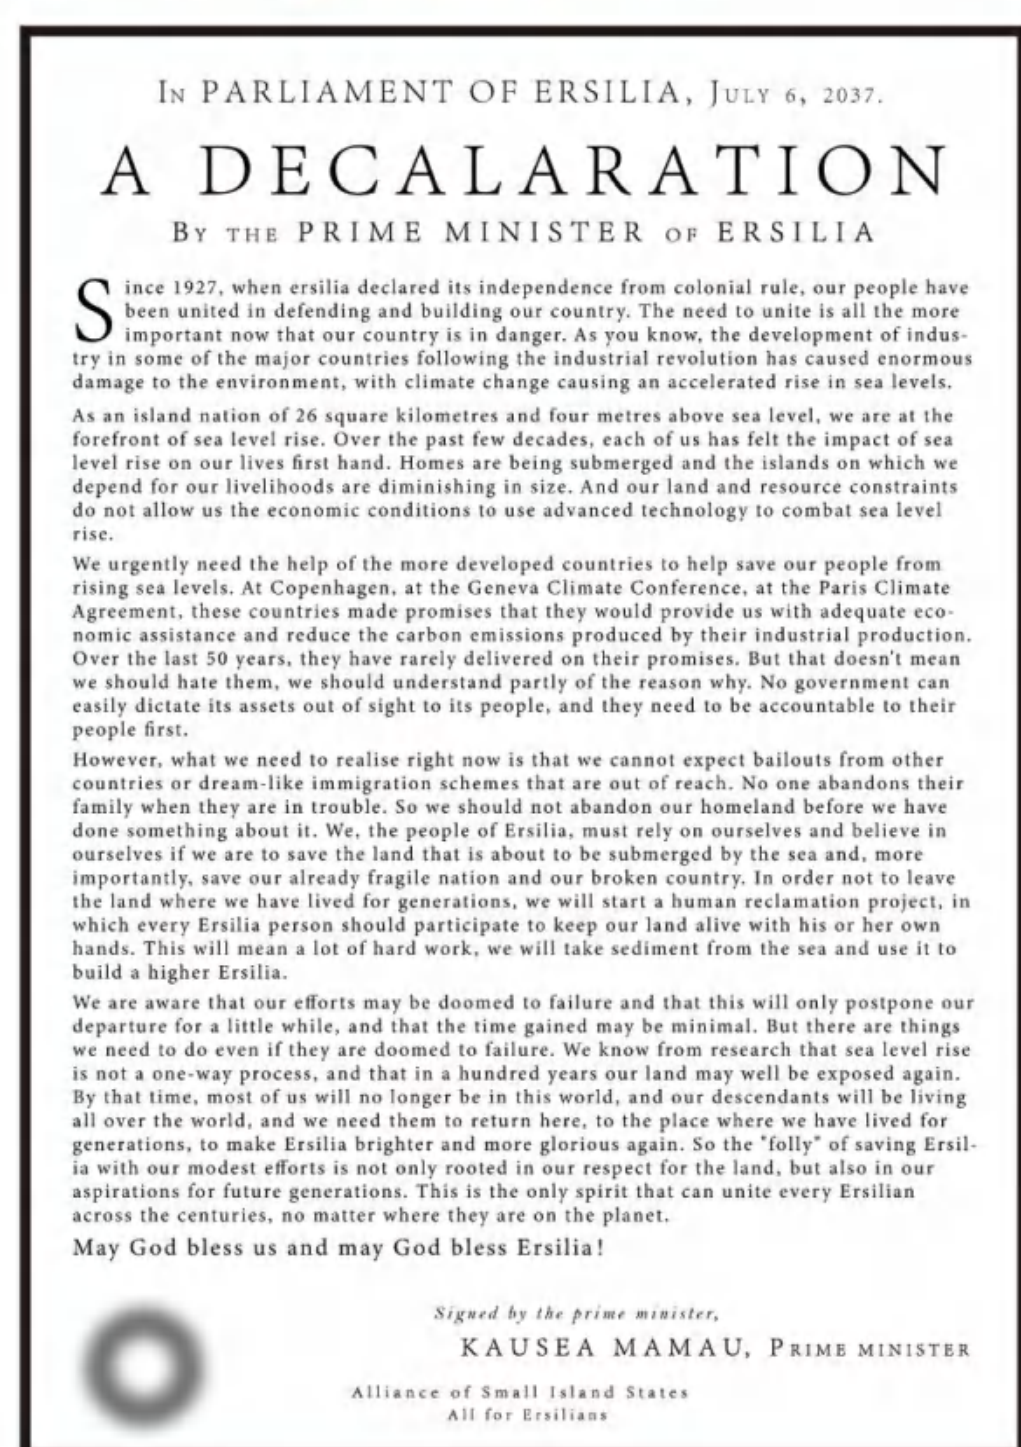 In PARLIAMENT OF ERSILIA, July 6, 2037.
A DECALARATION
By the PRIME MINISTER of ERSILIA
Since 1927, when ersilia declared its independence from colonial rule, our people have
been united in defending and building our country. The need to unite is all the more
important now that our country is in danger. As you know, the development of indus-
try in some of the major countries following the industrial revolution has caused enormous
damage to the environment, with climate change causing an accelerated rise in sea levels.
As an island nation of 26 square kilometres and four metres above sea level, we are at the
forefront of sea level rise. Over the past few decades, each of us has felt the impact of sea
level rise on our lives first hand. Homes are being submerged and the islands on which we
depend for our livelihoods are diminishing in size. And our land and resource constraints
do not allow us the economic conditions to use advanced technology to combat sea level
rise.
We urgently need the help of the more developed countries to help save our people from
rising sea levels. At Copenhagen, at the Geneva Climate Conference, at the Paris Climate
Agreement, these countries made promises that they would provide us with adequate eco-
nomic assistance and reduce the carbon emissions produced by their industrial production.
Over the last 50 years, they have rarely delivered on their promises. But that doesn't mean
we should hate them, we should understand partly of the reason why. No government can
easily dictate its assets out of sight to its people, and they need to be accountable to their
people first.
However, what we need to realise right now is that we cannot expect bailouts from other
countries or dream-like immigration schemes that are out of reach. No one abandons their
family when they are in trouble. So we should not abandon our homeland before we have
done something about it. We, the people of Ersilia, must rely on ourselves and believe in
ourselves if we are to save the land that is about to be submerged by the sea and, more
importantly, save our already fragile nation and our broken country. In order not to leave
the land where we have lived for generations, we will start a human reclamation project, in
which every Ersilia person should participate to keep our land alive with his or her own
hands. This will mean a lot of hard work, we will take sediment from the sea and use it to
build a higher Ersilia.
We are aware that our efforts may be doomed to failure and that this will only postpone our
departure for a little while, and that the time gained may be minimal. But there are things
we need to do even if they are doomed to failure. We know from research that sea level rise
is not a one-way process, and that in a hundred years our land may well be exposed again.
By that time, most of us will no longer be in this world, and our descendants will be living
all over the world, and we need them to return here, to the place where we have lived for
generations, to make Ersilia brighter and more glorious again. So the "folly" of saving Ersil-
ia with our modest efforts is not only rooted in our respect for the land, but also in our
aspirations for future generations. This is the only spirit that can unite every Ersilian
across the centuries, no matter where they are on the planet.
May God bless us and may God bless Ersilia!
Signed by the prime minister,
KAUSEA MAMAU, Prime minister
Alliance of Small Island States
All for Ersilians